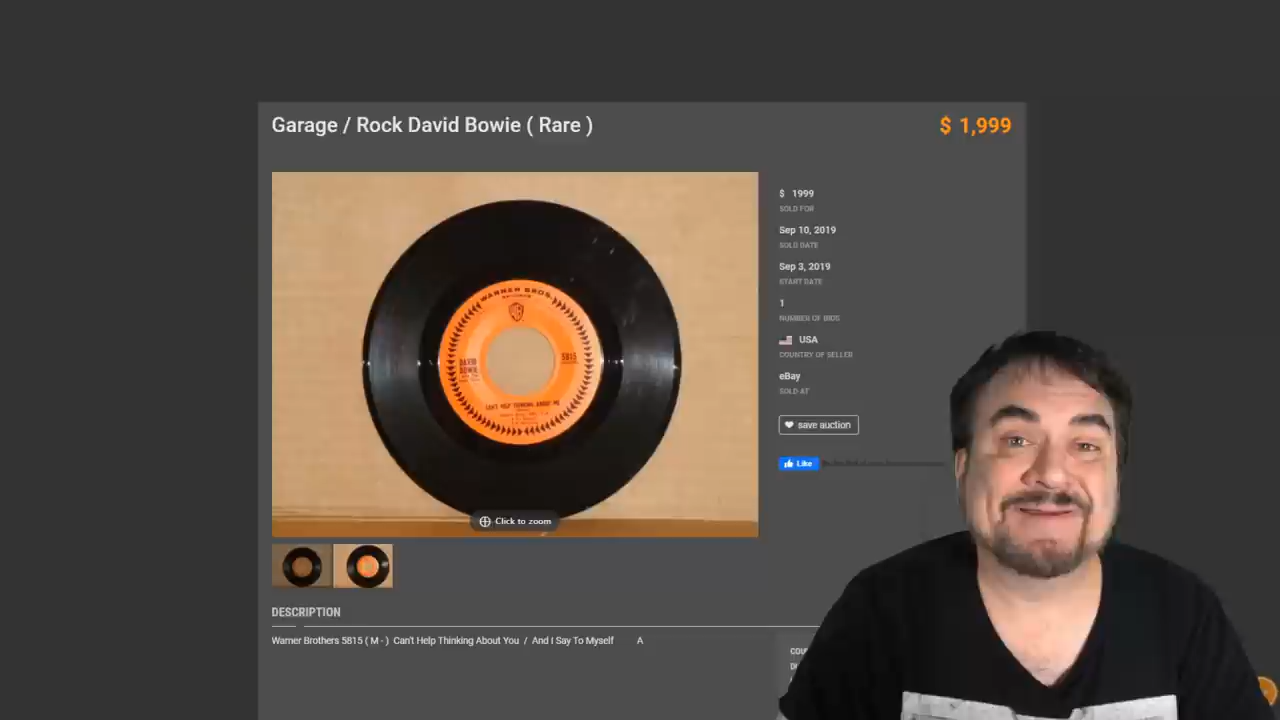 Garage / Rock David Bowie ( Rare )
$ 1,999
$ 1999
SOLD FOR
Sep 10, 2019
SOLD DATE
Sep 3, 2019
START DATE
1
NUMBER OF BIDS
USA
COUNTRY OF SELLER
eBay
SOLD AT
save auction
Like
WARNER BROS
DAVID BOWIE
5815
CAN'T HELP THINKING ABOUT ME
Click to zoom
DESCRIPTION
Warner Brothers 5815 ( M - ) Can't Help Thinking About You / And I Say To Myself A
COU